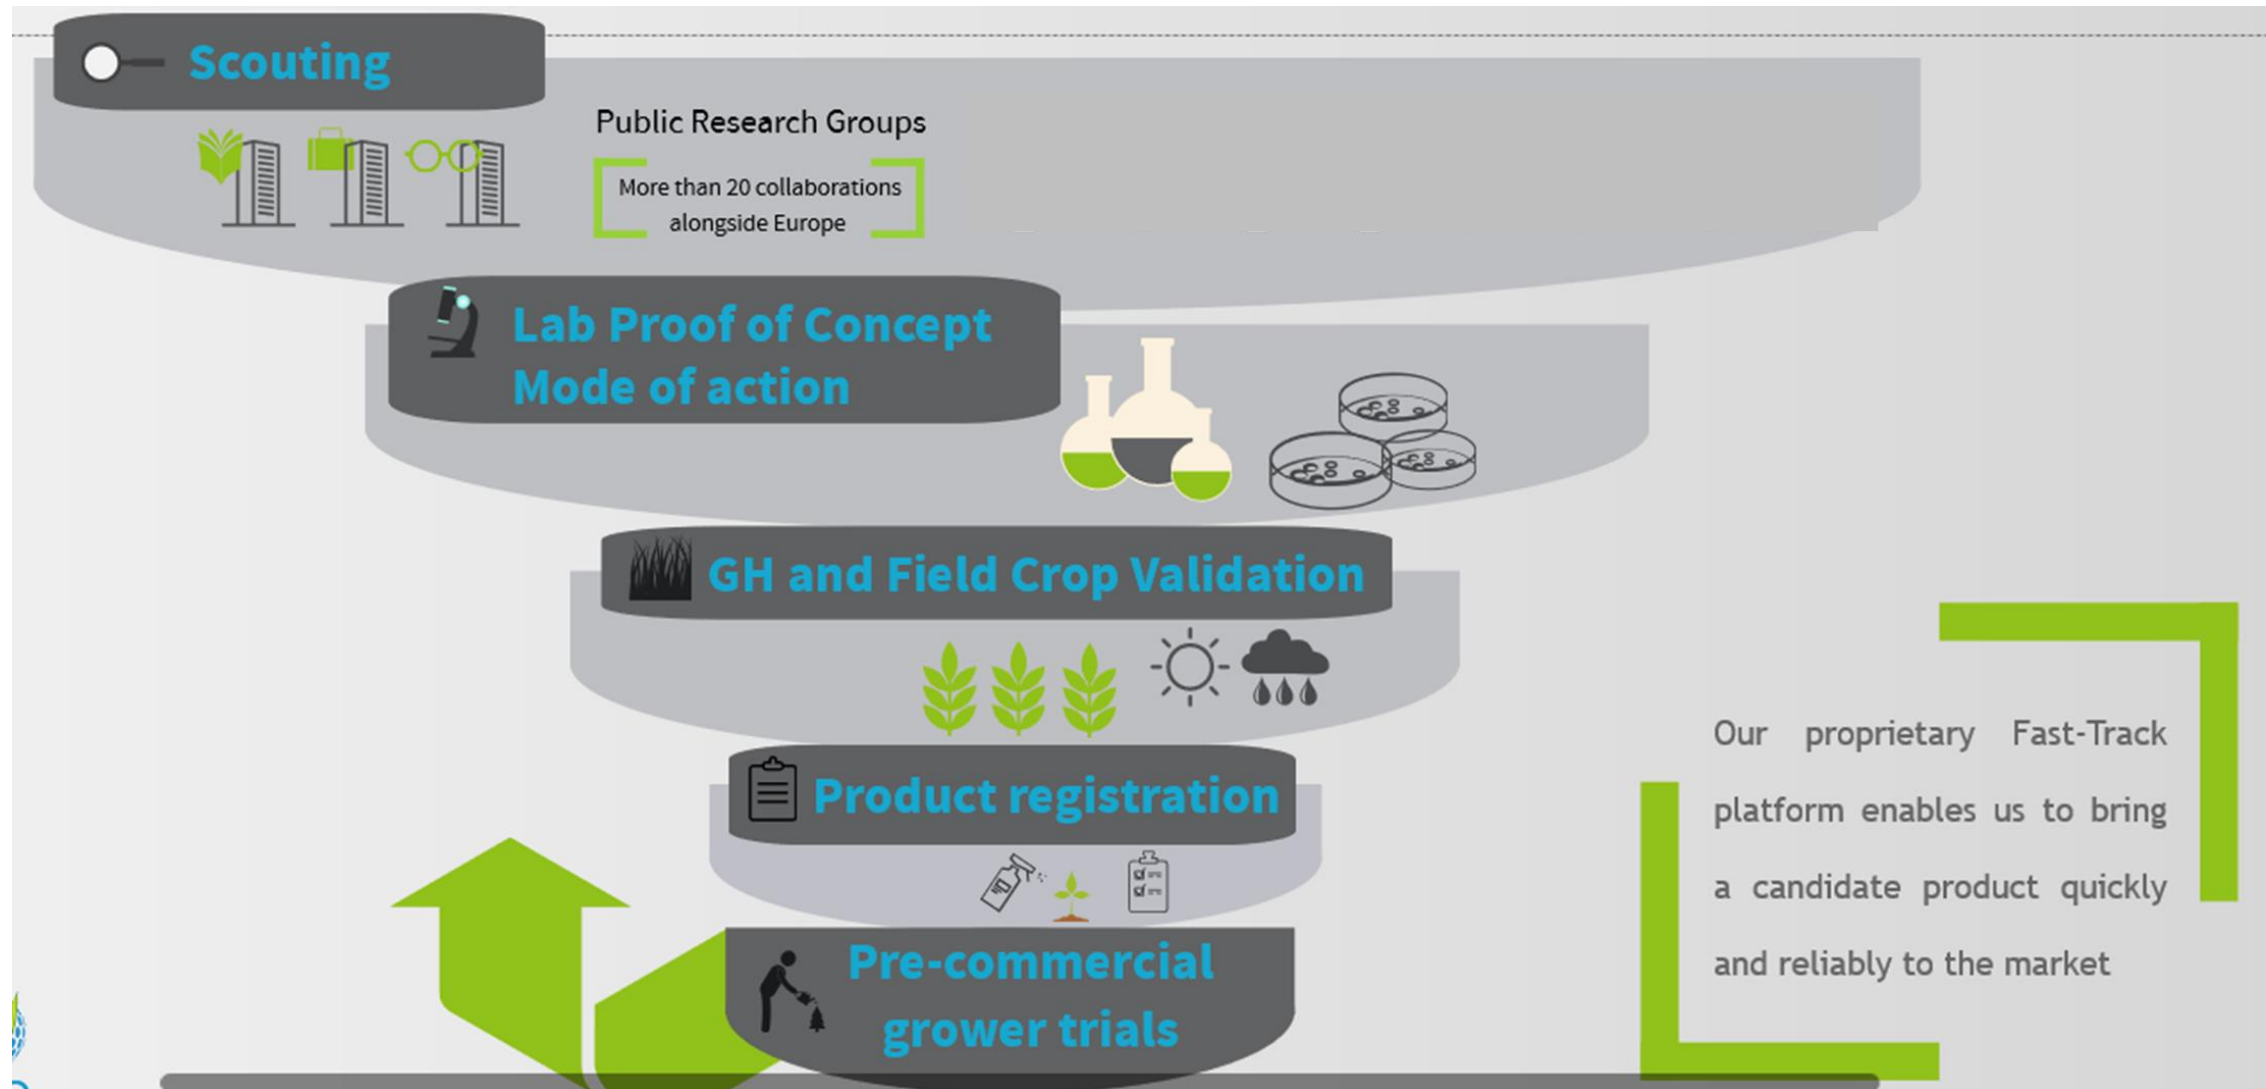 Scouting
Public Research Groups
More than 20 collaborations
alongside Europe
Lab Proof of Concept
Mode of action
GH and Field Crop Validation
Product registration
Pre-commercial
grower trials
Our proprietary Fast-Track
platform enables us to bring
a candidate product quickly
and reliably to the market